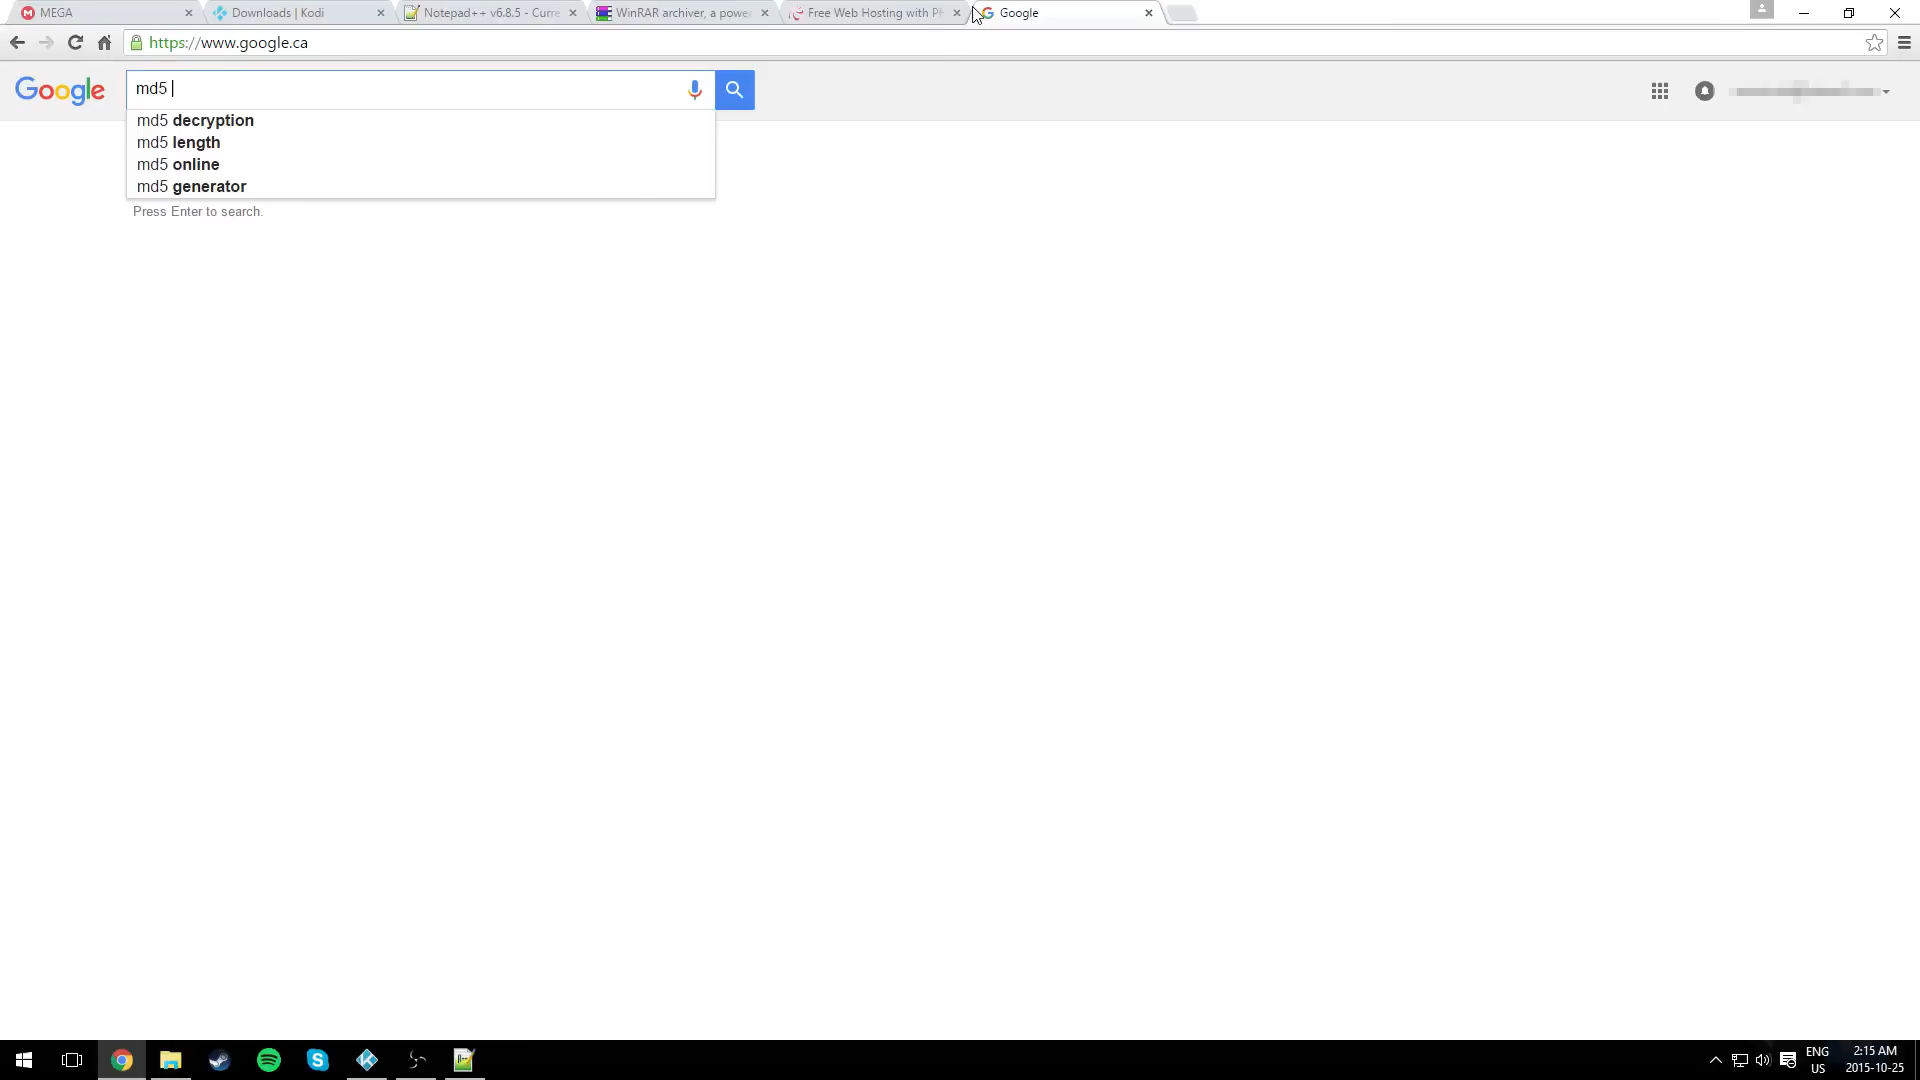 MEGA
Downloads | Kodi
Notepad++ v6.8.5 - Curre
WinRAR archiver, a powe
Free Web Hosting with PH
Google
https://www.google.ca
Google
md5
md5 decryption
md5 length
md5 online
md5 generator
Press Enter to search.
ENG
US
2:15 AM
2015-10-25